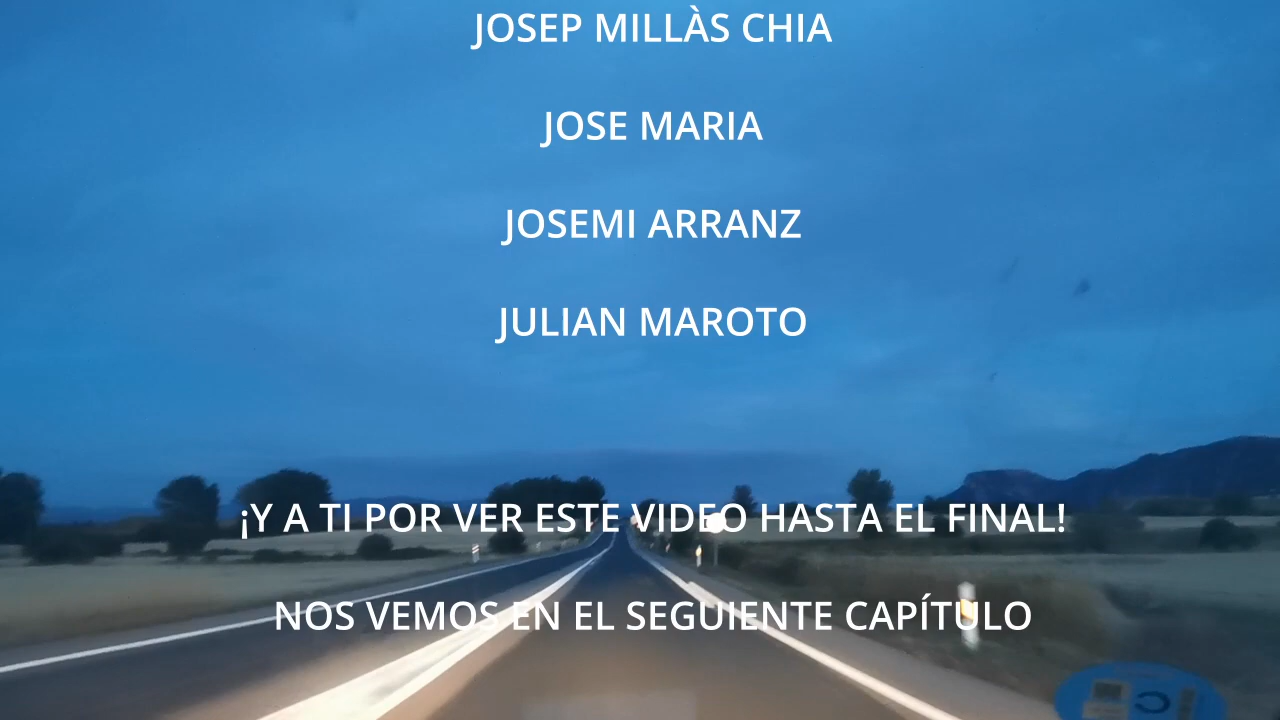 JOSEP MILLÀS CHIA
JOSE MARIA
JOSEMI ARRANZ
JULIAN MAROTO
¡Y A TI POR VER ESTE VIDEO HASTA EL FINAL!
NOS VEMOS EN EL SEGUIENTE CAPÍTULO